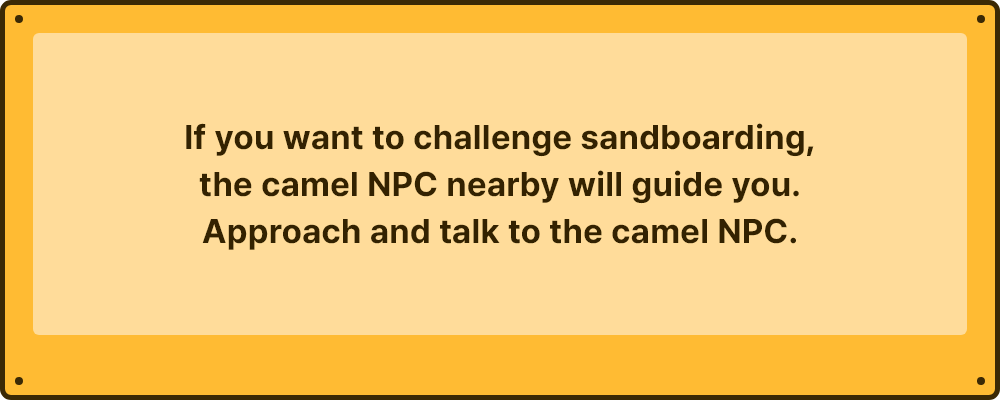 If you want to challenge sandboarding,
the camel NPC nearby will guide you.
Approach and talk to the camel NPC.